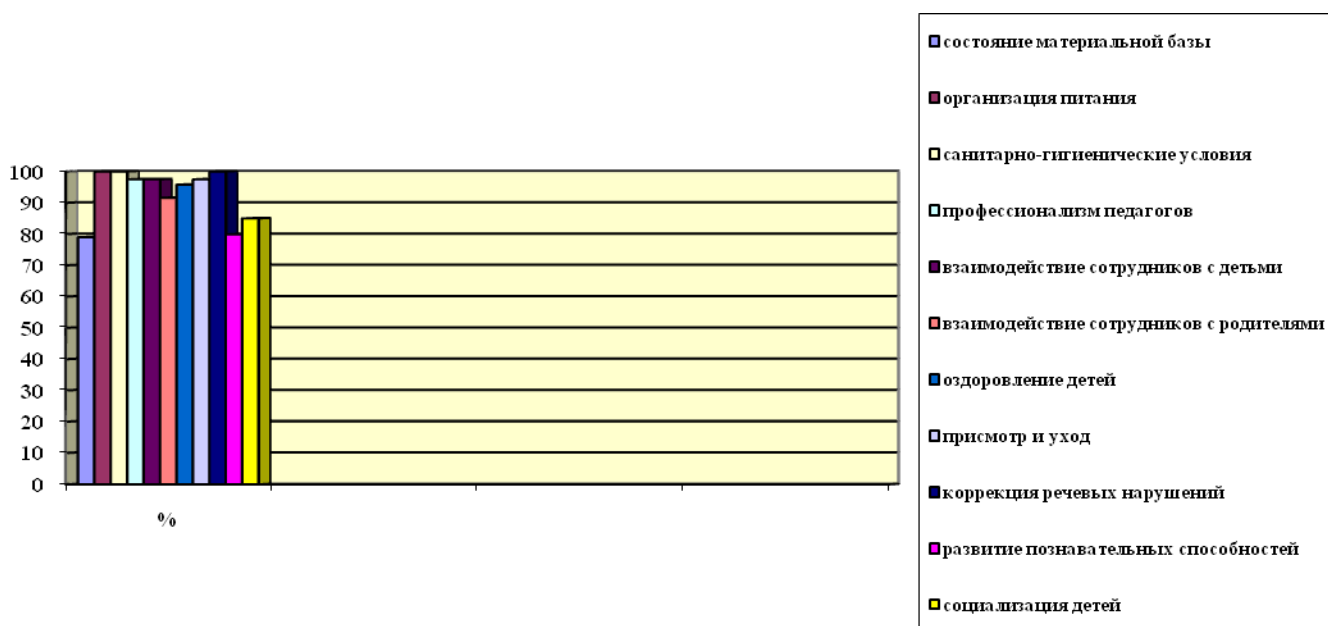 100
90
80
70
60
50
40
30
20
10
0
%
состояние материальной базы
организация питания
санитарно-гигиенические условия
профессионализм педагогов
взаимодействие сотрудников с детьми
взаимодействие сотрудников с родителями
оздоровление детей
присмотр и уход
коррекция речевых нарушений
развитие познавательных способностей
социализация детей